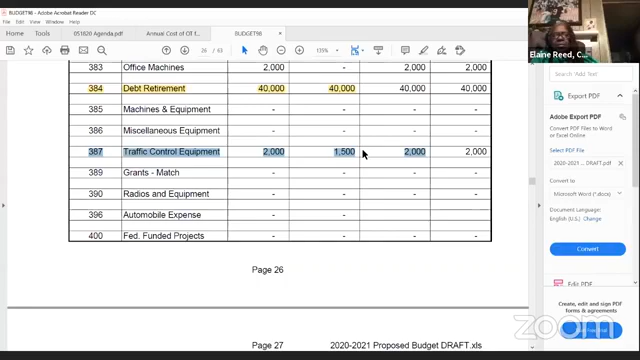 BUDGET98 - Adobe Acrobat Reader DC
File Edit View Window Help
051820 Agenda.pdf
Annual Cost of OT f...
BUDGET98 ×
26 / 63
135%
383 Office Machines 2,000 - 2,000 2,000
384 Debt Retirement 40,000 40,000 40,000 40,000
385 Machines & Equipment - - - -
386 Miscellaneous Equipment - - - -
387 Traffic Control Equipment 2,000 1,500 2,000 2,000
389 Grants - Match - - - -
390 Radios and Equipment - - - -
396 Automobile Expense - - - -
400 Fed. Funded Projects - - - -
Page 26
Page 27 2020-2021 Proposed Budget DRAFT.xls
Elaine Reed, C...
Export PDF
Adobe Export PDF
Convert PDF Files to Word
or Excel Online
Select PDF File
2020-2021 ... DRAFT.pdf
Convert to
Microsoft Word (*.docx)
Document Language:
English (U.S.) Change
Convert
Edit PDF
Create, edit and sign PDF
forms & agreements
zoom